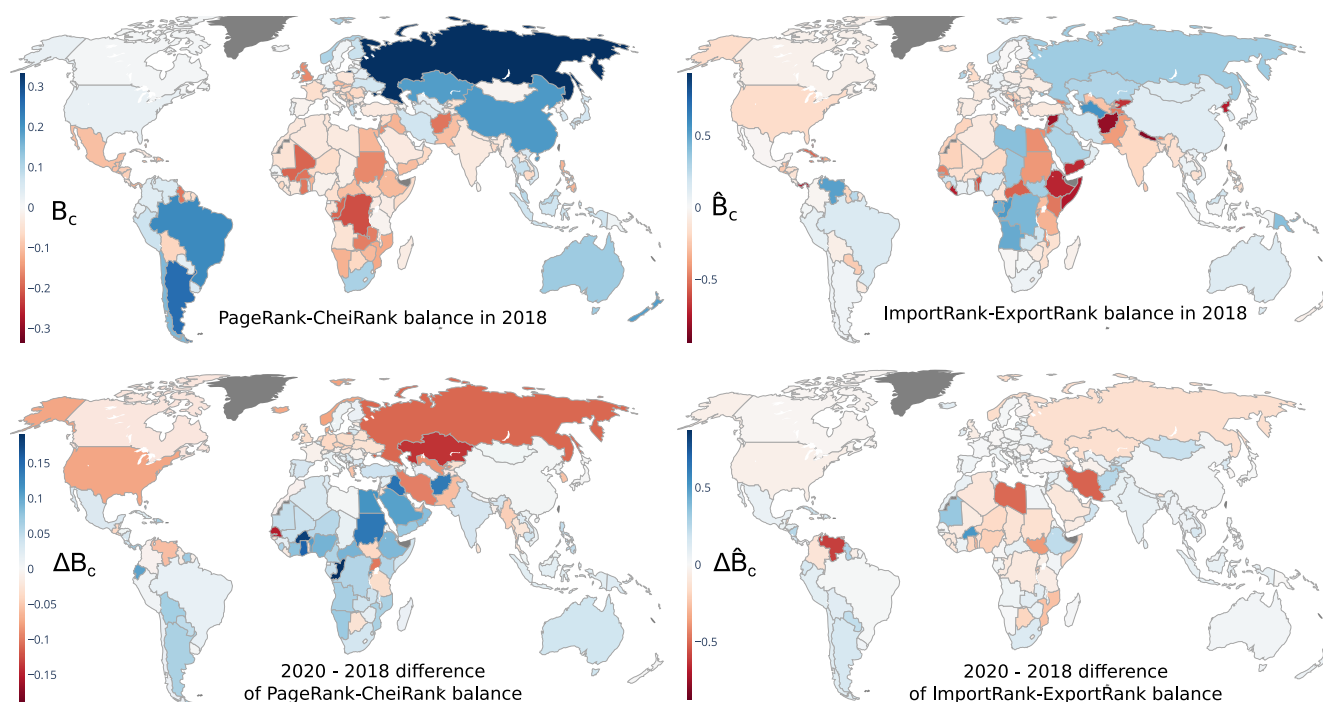 0.3
0.2
0.1
0
−0.1
−0.2
−0.3
B_c
PageRank-CheiRank balance in 2018
0.5
0
−0.5
B̂_c
ImportRank-ExportRank balance in 2018
0.15
0.1
0.05
0
−0.05
−0.1
−0.15
ΔB_c
2020 - 2018 difference
of PageRank-CheiRank balance
0.5
0
−0.5
ΔB̂_c
2020 - 2018 difference
of ImportRank-ExportRank balance